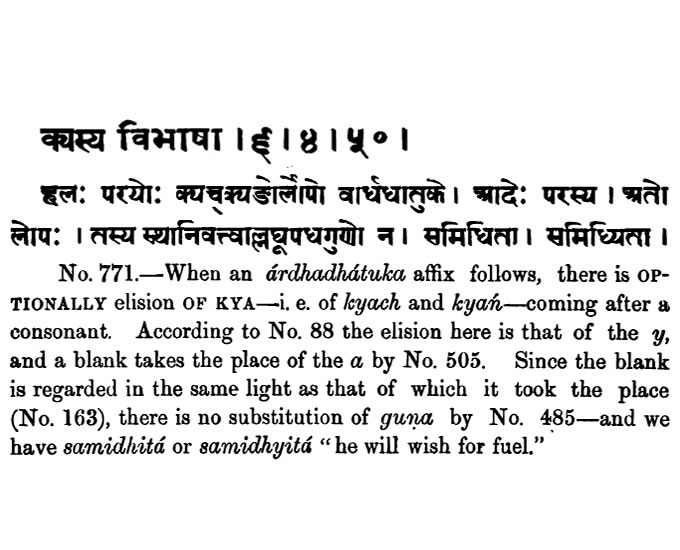 क्यस्य विभाषा । ६ । ४ । ५० ।
हलः परयोः क्यच्क्यङोर्लोपो वार्धधातुके । आदेः परस्य । अतो
लोपः । तस्य स्थानिवत्त्वाल्लघूपधगुणो न । समिधिता । समिध्यिता ।
No. 771.—When an árdhadhátuka affix follows, there is OP-
TIONALLY elision OF KYA—i. e. of kyach and kyań—coming after a
consonant. According to No. 88 the elision here is that of the y,
and a blank takes the place of the a by No. 505. Since the blank
is regarded in the same light as that of which it took the place
(No. 163), there is no substitution of guṇa by No. 485—and we
have samidhitá or samidhyitá “he will wish for fuel.”